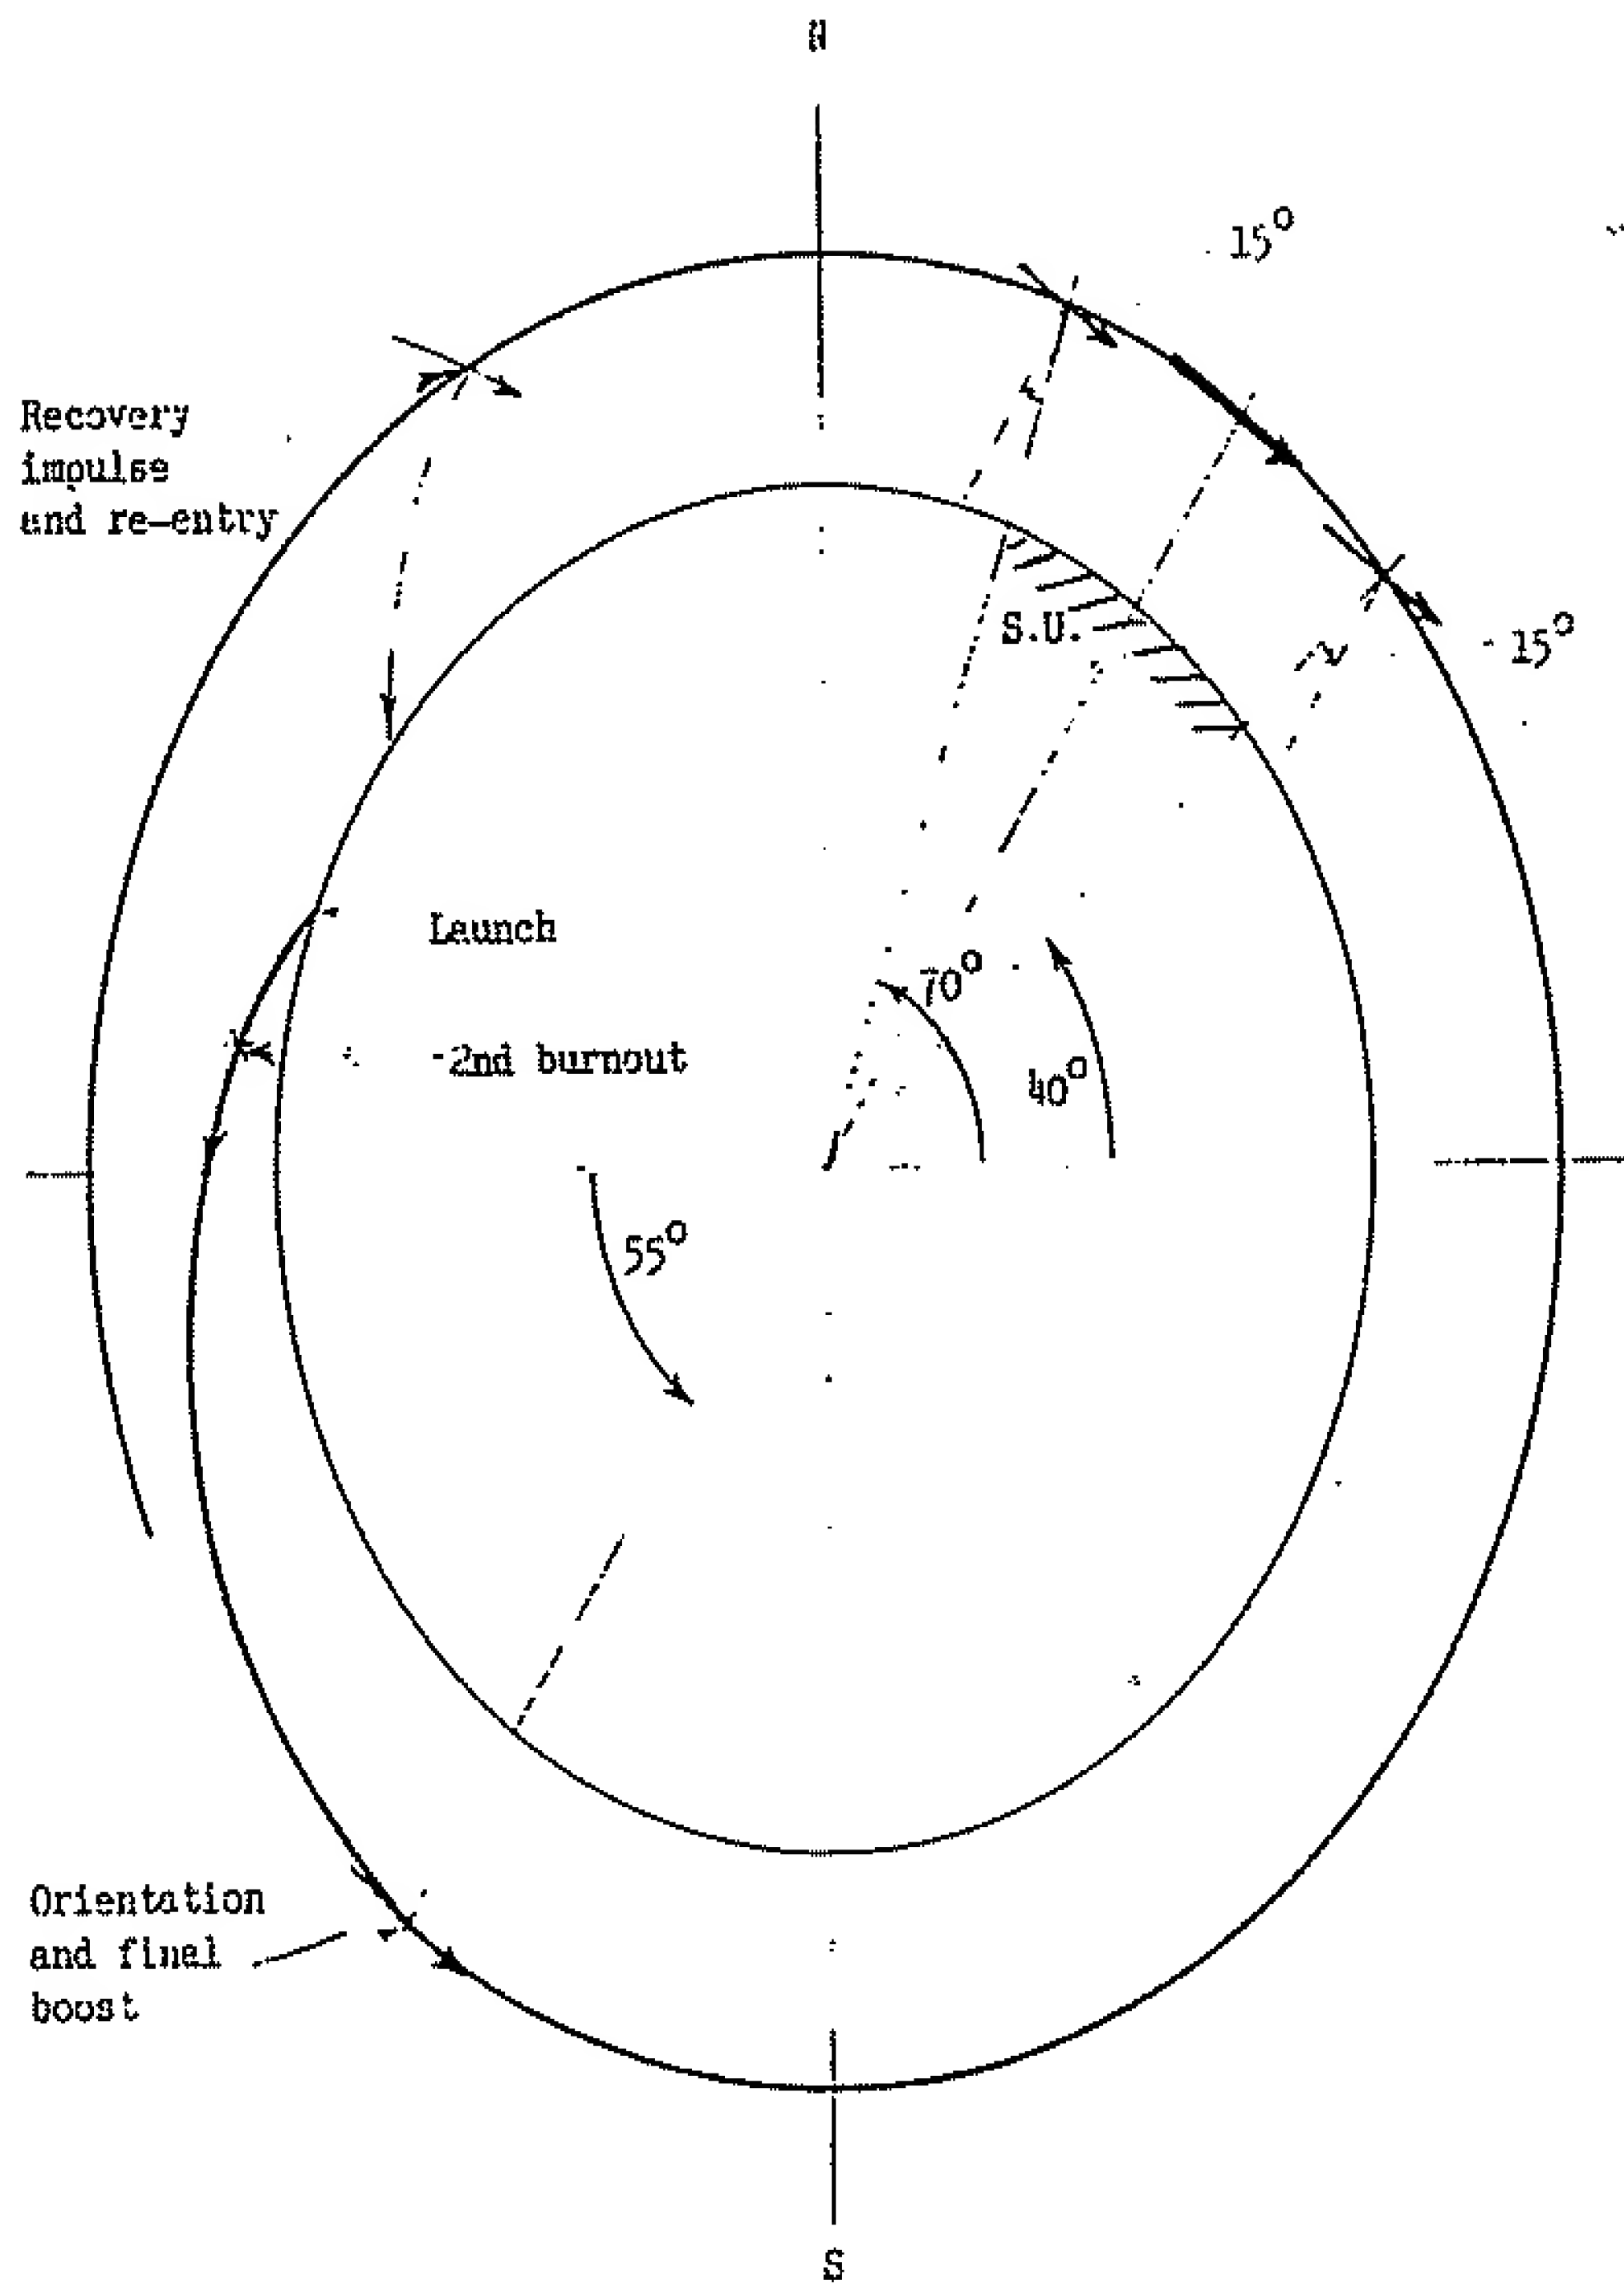 N
15°
Recovery
impulse
and re-entry
S.U.
- 15°
Launch
70°
-2nd burnout
40°
55°
Orientation
and final
boost
S